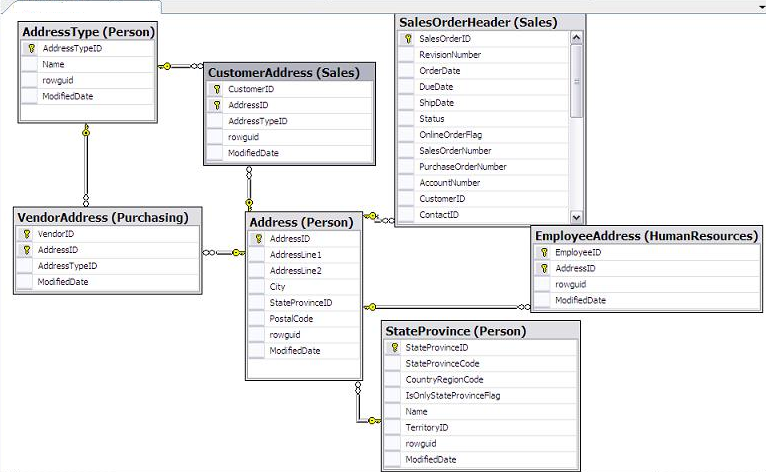 AddressType (Person)
AddressTypeID
Name
rowguid
ModifiedDate
CustomerAddress (Sales)
CustomerID
AddressID
AddressTypeID
rowguid
ModifiedDate
SalesOrderHeader (Sales)
SalesOrderID
RevisionNumber
OrderDate
DueDate
ShipDate
Status
OnlineOrderFlag
SalesOrderNumber
PurchaseOrderNumber
AccountNumber
CustomerID
ContactID
VendorAddress (Purchasing)
VendorID
AddressID
AddressTypeID
ModifiedDate
Address (Person)
AddressID
AddressLine1
AddressLine2
City
StateProvinceID
PostalCode
rowguid
ModifiedDate
EmployeeAddress (HumanResources)
EmployeeID
AddressID
rowguid
ModifiedDate
StateProvince (Person)
StateProvinceID
StateProvinceCode
CountryRegionCode
IsOnlyStateProvinceFlag
Name
TerritoryID
rowguid
ModifiedDate